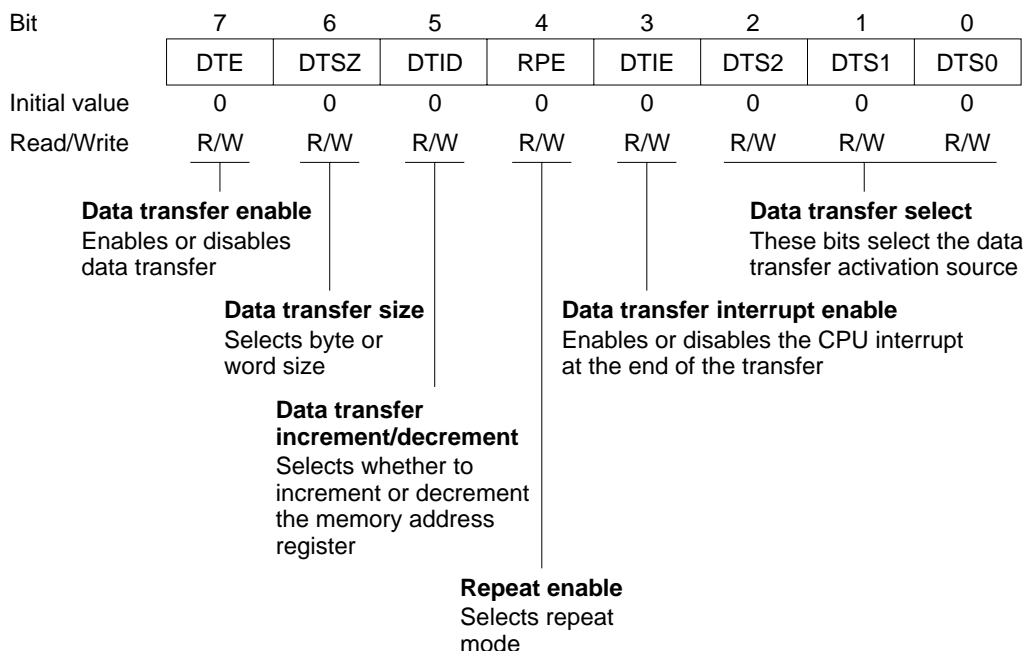 Bit 7 6 5 4 3 2 1 0
DTE DTSZ DTID RPE DTIE DTS2 DTS1 DTS0
Initial value 0 0 0 0 0 0 0 0
Read/Write R/W R/W R/W R/W R/W R/W R/W R/W
Data transfer enable
Enables or disables
data transfer
Data transfer select
These bits select the data
transfer activation source
Data transfer size
Selects byte or
word size
Data transfer interrupt enable
Enables or disables the CPU interrupt
at the end of the transfer
Data transfer
increment/decrement
Selects whether to
increment or decrement
the memory address
register
Repeat enable
Selects repeat
mode